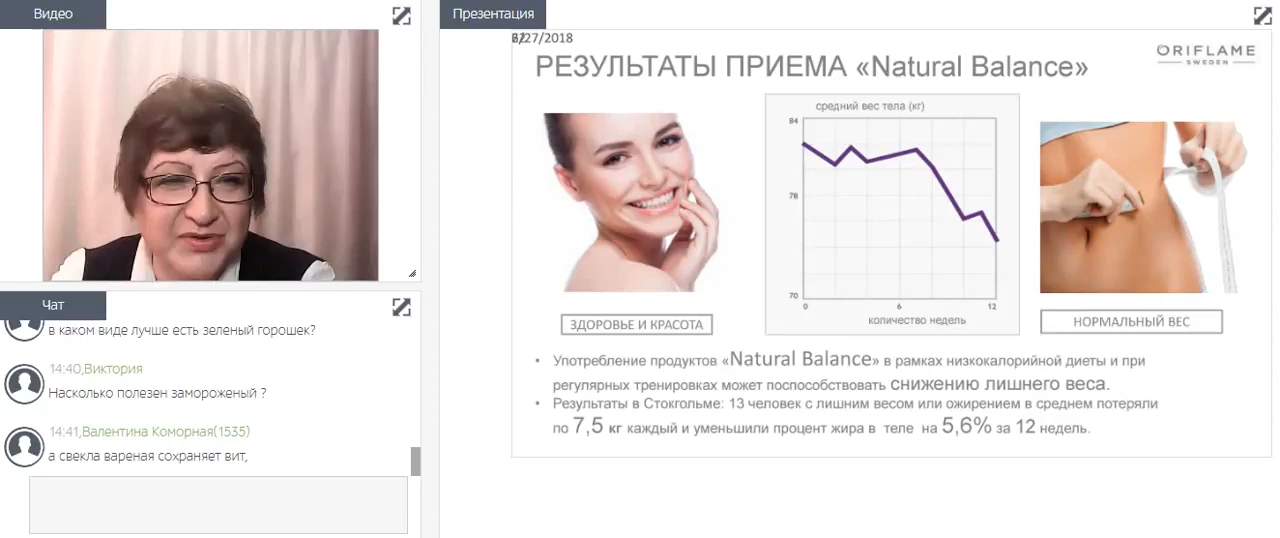 Видео
Чат
в каком виде лучше есть зеленый горошек?
14:40,Виктория
Насколько полезен замороженый ?
14:41,Валентина Коморная(1535)
а свекла вареная сохраняет вит,
Презентация
/27/2018
РЕЗУЛЬТАТЫ ПРИЕМА «Natural Balance»
ORIFLAME
SWEDEN
средний вес тела (кг)
84
78
70
0 6 12
количество недель
ЗДОРОВЬЕ И КРАСОТА
НОРМАЛЬНЫЙ ВЕС
• Употребление продуктов «Natural Balance» в рамках низкокалорийной диеты и при
регулярных тренировках может поспособствовать снижению лишнего веса.
• Результаты в Стокгольме: 13 человек с лишним весом или ожирением в среднем потеряли
по 7,5 кг каждый и уменьшили процент жира в теле на 5,6% за 12 недель.